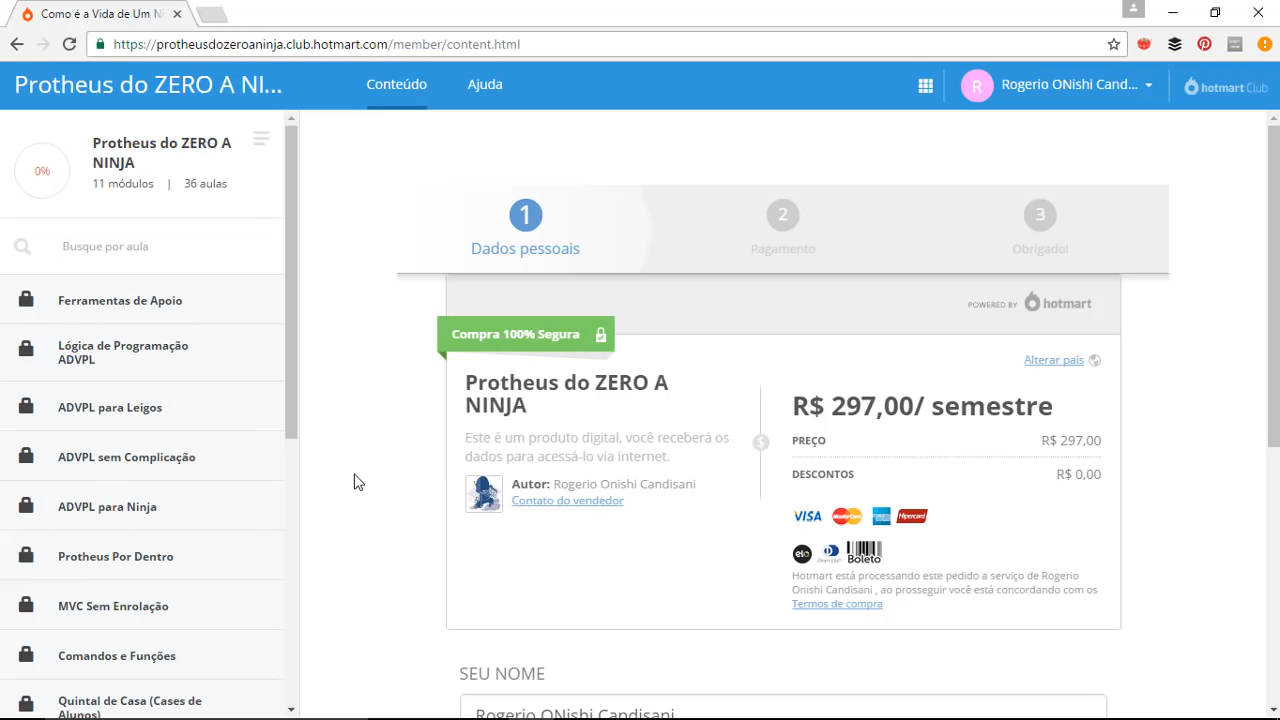 Como é a Vida de Um Ni
https://protheusdozeroaninja.club.hotmart.com/member/content.html
Protheus do ZERO A NI...
Conteúdo
Ajuda
R
Rogerio ONishi Cand...
hotmart Club
0%
Protheus do ZERO A
NINJA
11 módulos | 36 aulas
Busque por aula
Ferramentas de Apoio
Lógica de Programação
ADVPL
ADVPL para Leigos
ADVPL sem Complicação
ADVPL para Ninja
Protheus Por Dentro
MVC Sem Enrolação
Comandos e Funções
Quintal de Casa (Cases de
Alunos)
1
Dados pessoais
2
Pagamento
3
Obrigado!
POWERED BY hotmart
Compra 100% Segura
Alterar país
Protheus do ZERO A
NINJA
Este é um produto digital, você receberá os
dados para acessá-lo via internet.
Autor: Rogerio Onishi Candisani
Contato do vendedor
$
R$ 297,00/ semestre
PREÇO R$ 297,00
DESCONTOS R$ 0,00
VISA MasterCard Hipercard
elo Boleto
Hotmart está processando este pedido a serviço de Rogerio
Onishi Candisani , ao prosseguir você está concordando com os
Termos de compra
SEU NOME
Rogerio ONishi Candisani